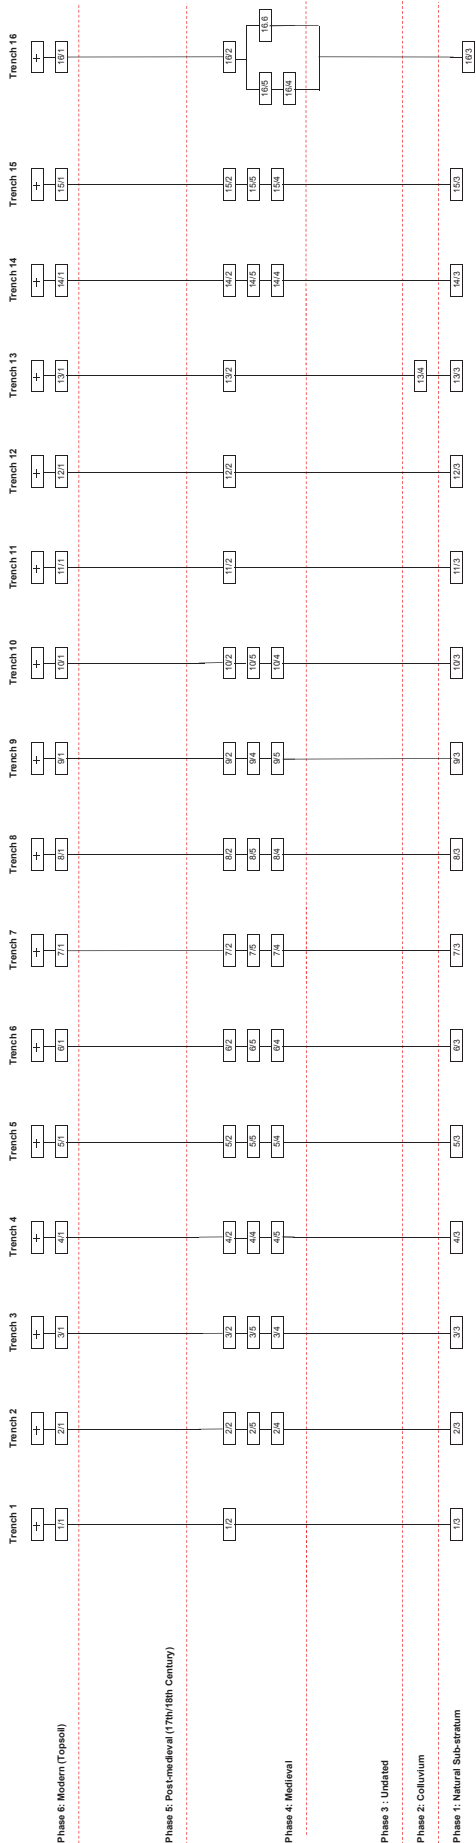 Trench 1
Trench 2
Trench 3
Trench 4
Trench 5
Trench 6
Trench 7
Trench 8
Trench 9
Trench 10
Trench 11
Trench 12
Trench 13
Trench 14
Trench 15
Trench 16
+ + + + + + + + + + + + + + + +
Phase 6: Modern (Topsoil)
1/1 2/1 3/1 4/1 5/1 6/1 7/1 8/1 9/1 10/1 11/1 12/1 13/1 14/1 15/1 16/1
Phase 5: Post-medieval (17th/18th Century)
1/2 2/2 3/2 4/2 5/2 6/2 7/2 8/2 9/2 10/2 11/2 12/2 13/2 14/2 15/2 16/2
2/5 3/5 4/4 5/5 6/5 7/5 8/5 9/4 10/5 14/5 15/5 16/5 16.6
Phase 4: Medieval
2/4 3/4 4/5 5/4 6/4 7/4 8/4 9/5 10/4 14/4 15/4 16/4
Phase 3 : Undated
Phase 2: Colluvium
13/4
Phase 1: Natural Sub-stratum
1/3 2/3 3/3 4/3 5/3 6/3 7/3 8/3 9/3 10/3 11/3 12/3 13/3 14/3 15/3 16/3